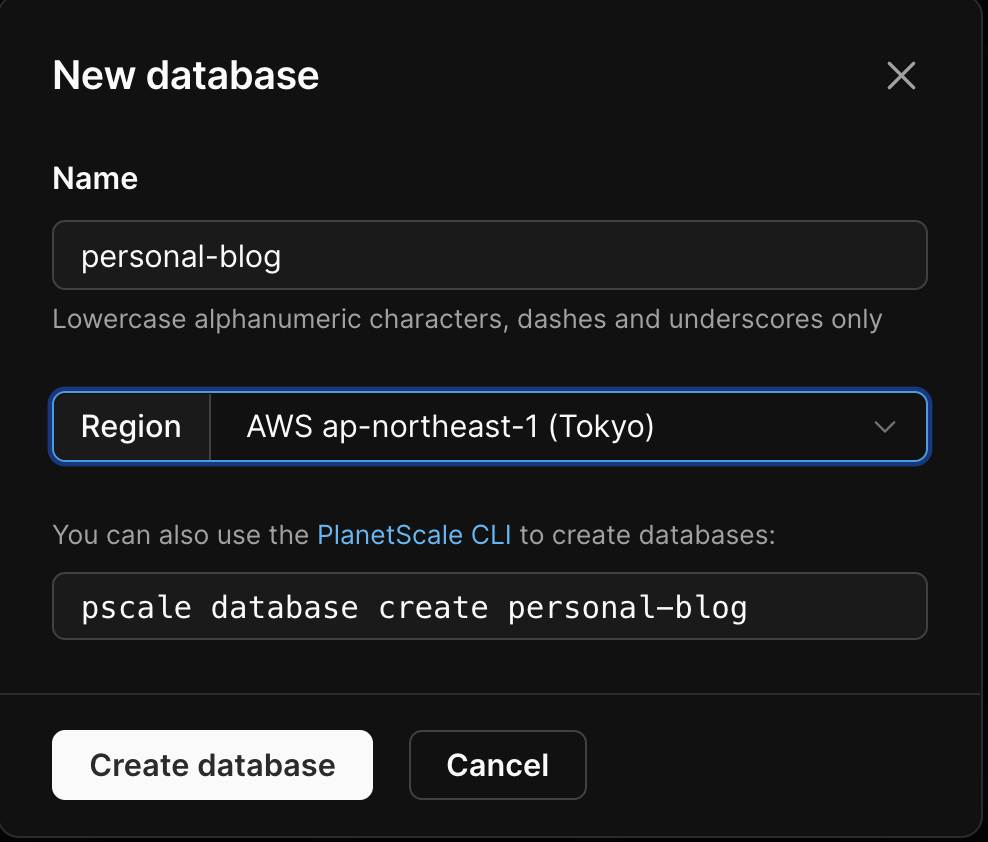 New database
Name
personal-blog
Lowercase alphanumeric characters, dashes and underscores only
Region AWS ap-northeast-1 (Tokyo)
You can also use the PlanetScale CLI to create databases:
pscale database create personal-blog
Create database Cancel